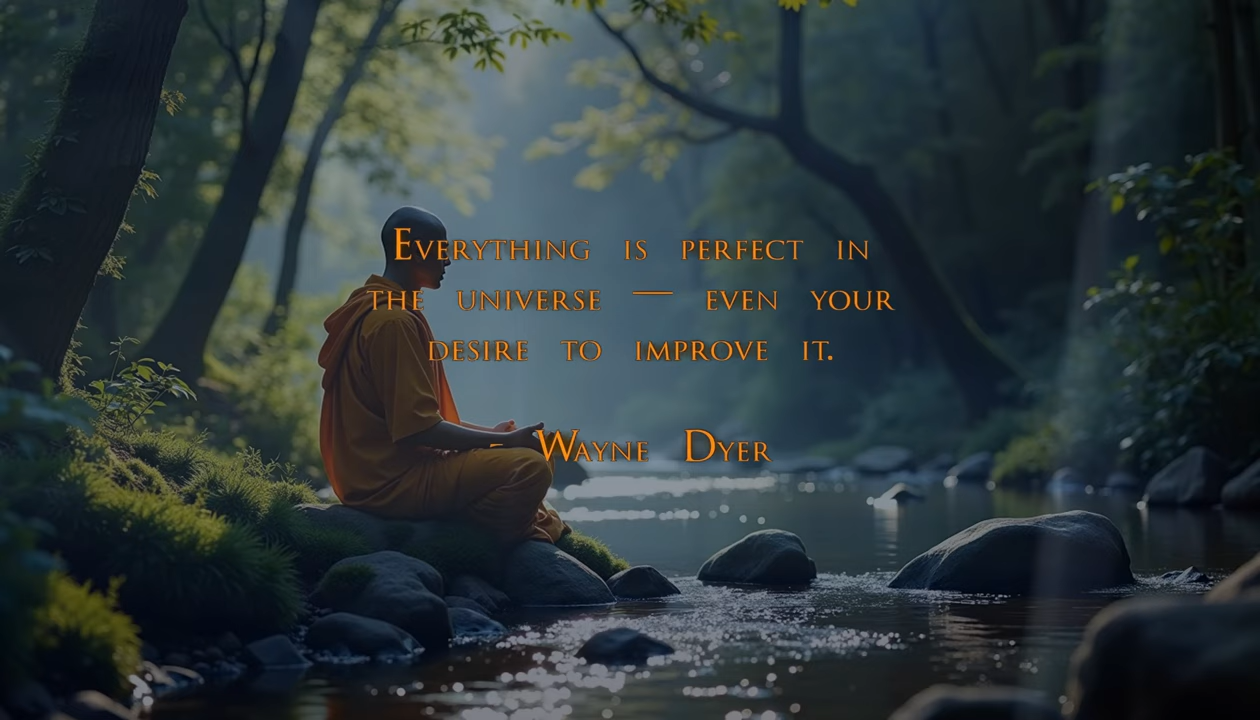 Everything is perfect in
the universe — even your
desire to improve it.
- Wayne Dyer